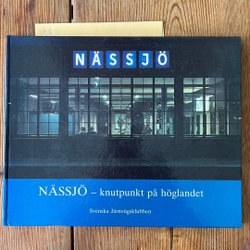 NÄSSJÖ
NÄSSJÖ – knutpunkt på höglandet
Svenska Järnvägsklubben